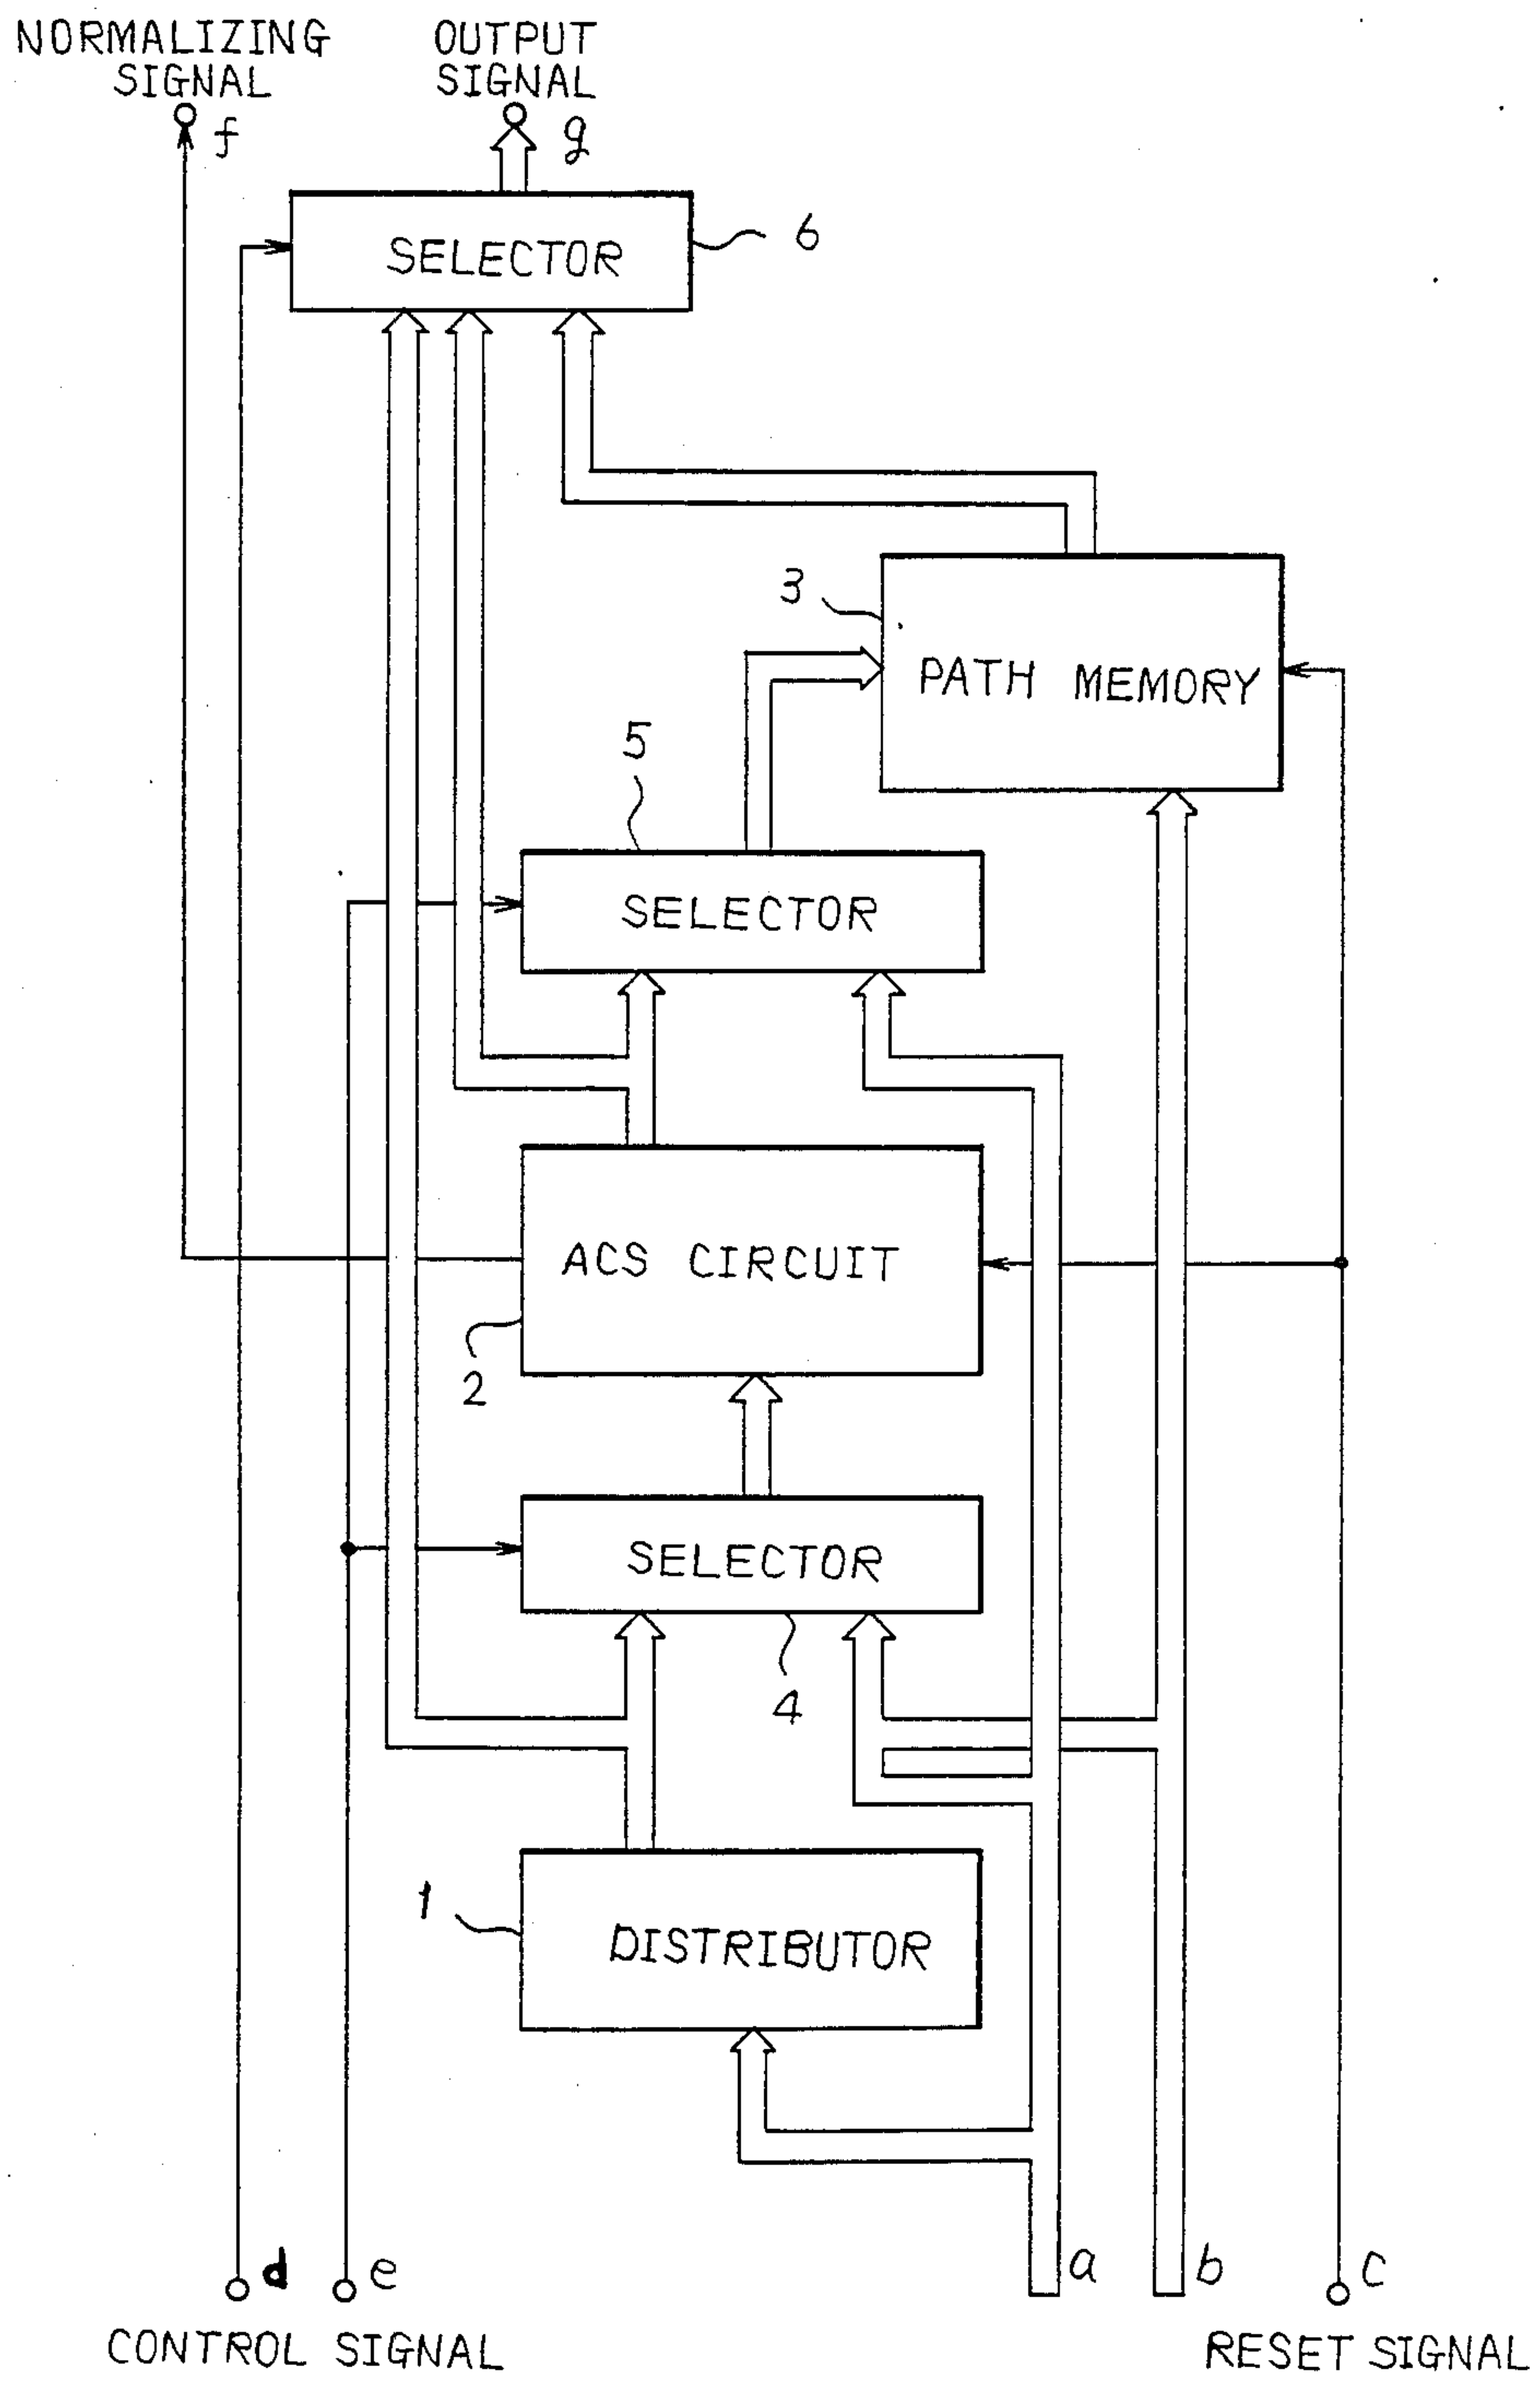 NORMALIZING
SIGNAL
f
OUTPUT
SIGNAL
g
SELECTOR
6
3
PATH MEMORY
5
SELECTOR
ACS CIRCUIT
2
SELECTOR
4
1
DISTRIBUTOR
d
e
a
b
c
CONTROL SIGNAL
RESET SIGNAL